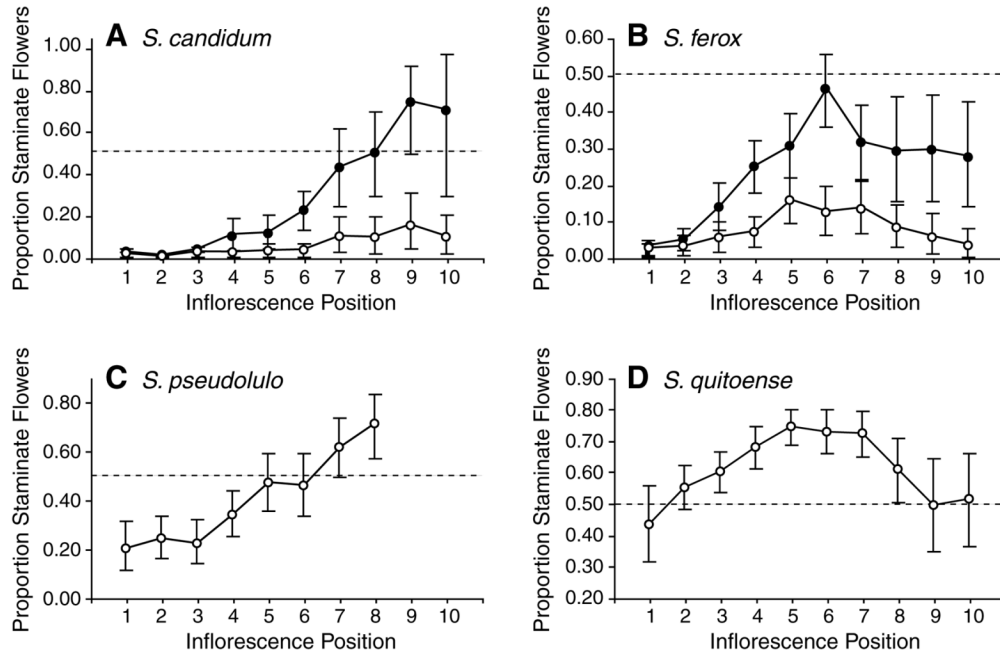 A S. candidum
Proportion Staminate Flowers
1.00
0.80
0.60
0.40
0.20
0.00
1 2 3 4 5 6 7 8 9 10
Inflorescence Position
B S. ferox
Proportion Staminate Flowers
0.60
0.50
0.40
0.30
0.20
0.10
0.00
1 2 3 4 5 6 7 8 9 10
Inflorescence Position
C S. pseudolulo
Proportion Staminate Flowers
0.80
0.60
0.40
0.20
0.00
1 2 3 4 5 6 7 8 9 10
Inflorescence Position
D S. quitoense
Proportion Staminate Flowers
0.90
0.80
0.70
0.60
0.50
0.40
0.30
0.20
1 2 3 4 5 6 7 8 9 10
Inflorescence Position